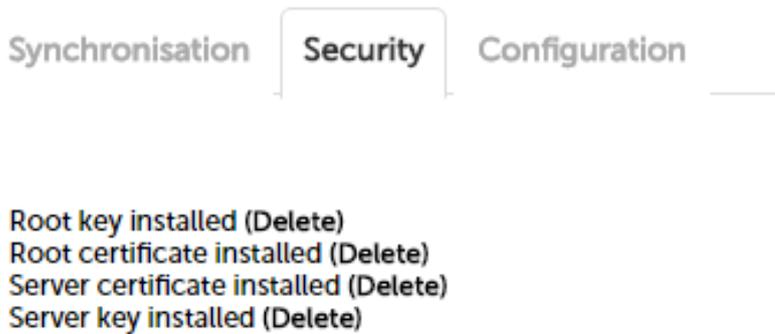 Synchronisation Security Configuration
Root key installed (Delete)
Root certificate installed (Delete)
Server certificate installed (Delete)
Server key installed (Delete)